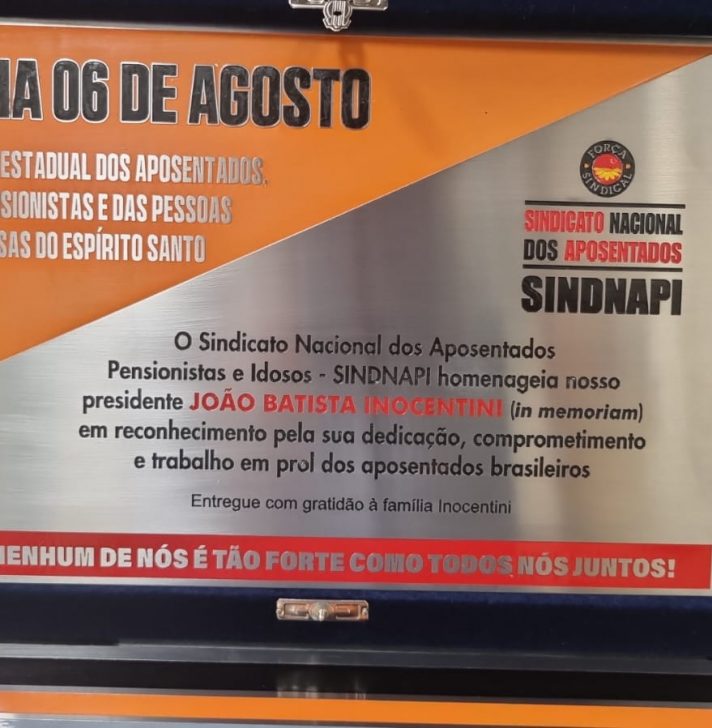 IA 06 DE AGOSTO
ESTADUAL DOS APOSENTADOS,
SIONISTAS E DAS PESSOAS
SAS DO ESPÍRITO SANTO
FORÇA
SINDICAL
SINDICATO NACIONAL
DOS APOSENTADOS
SINDNAPI
O Sindicato Nacional dos Aposentados
Pensionistas e Idosos - SINDNAPI homenageia nosso
presidente JOÃO BATISTA INOCENTINI (in memoriam)
em reconhecimento pela sua dedicação, comprometimento
e trabalho em prol dos aposentados brasileiros
Entregue com gratidão à família Inocentini
NENHUM DE NÓS É TÃO FORTE COMO TODOS NÓS JUNTOS!